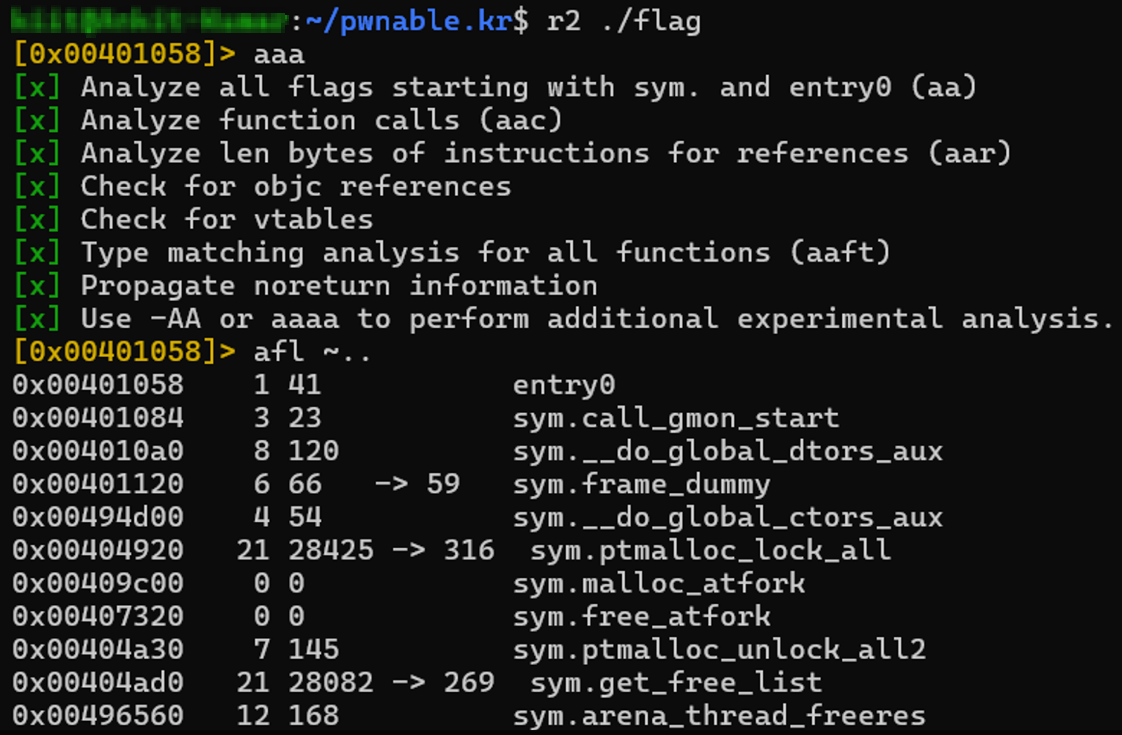 :~/pwnable.kr$ r2 ./flag
[0x00401058]> aaa
[x] Analyze all flags starting with sym. and entry0 (aa)
[x] Analyze function calls (aac)
[x] Analyze len bytes of instructions for references (aar)
[x] Check for objc references
[x] Check for vtables
[x] Type matching analysis for all functions (aaft)
[x] Propagate noreturn information
[x] Use -AA or aaaa to perform additional experimental analysis.
[0x00401058]> afl ~..
0x00401058    1 41           entry0
0x00401084    3 23           sym.call_gmon_start
0x004010a0    8 120          sym.__do_global_dtors_aux
0x00401120    6 66   -> 59   sym.frame_dummy
0x00494d00    4 54           sym.__do_global_ctors_aux
0x00404920   21 28425 -> 316  sym.ptmalloc_lock_all
0x00409c00    0 0            sym.malloc_atfork
0x00407320    0 0            sym.free_atfork
0x00404a30    7 145          sym.ptmalloc_unlock_all2
0x00404ad0   21 28082 -> 269  sym.get_free_list
0x00496560   12 168          sym.arena_thread_freeres